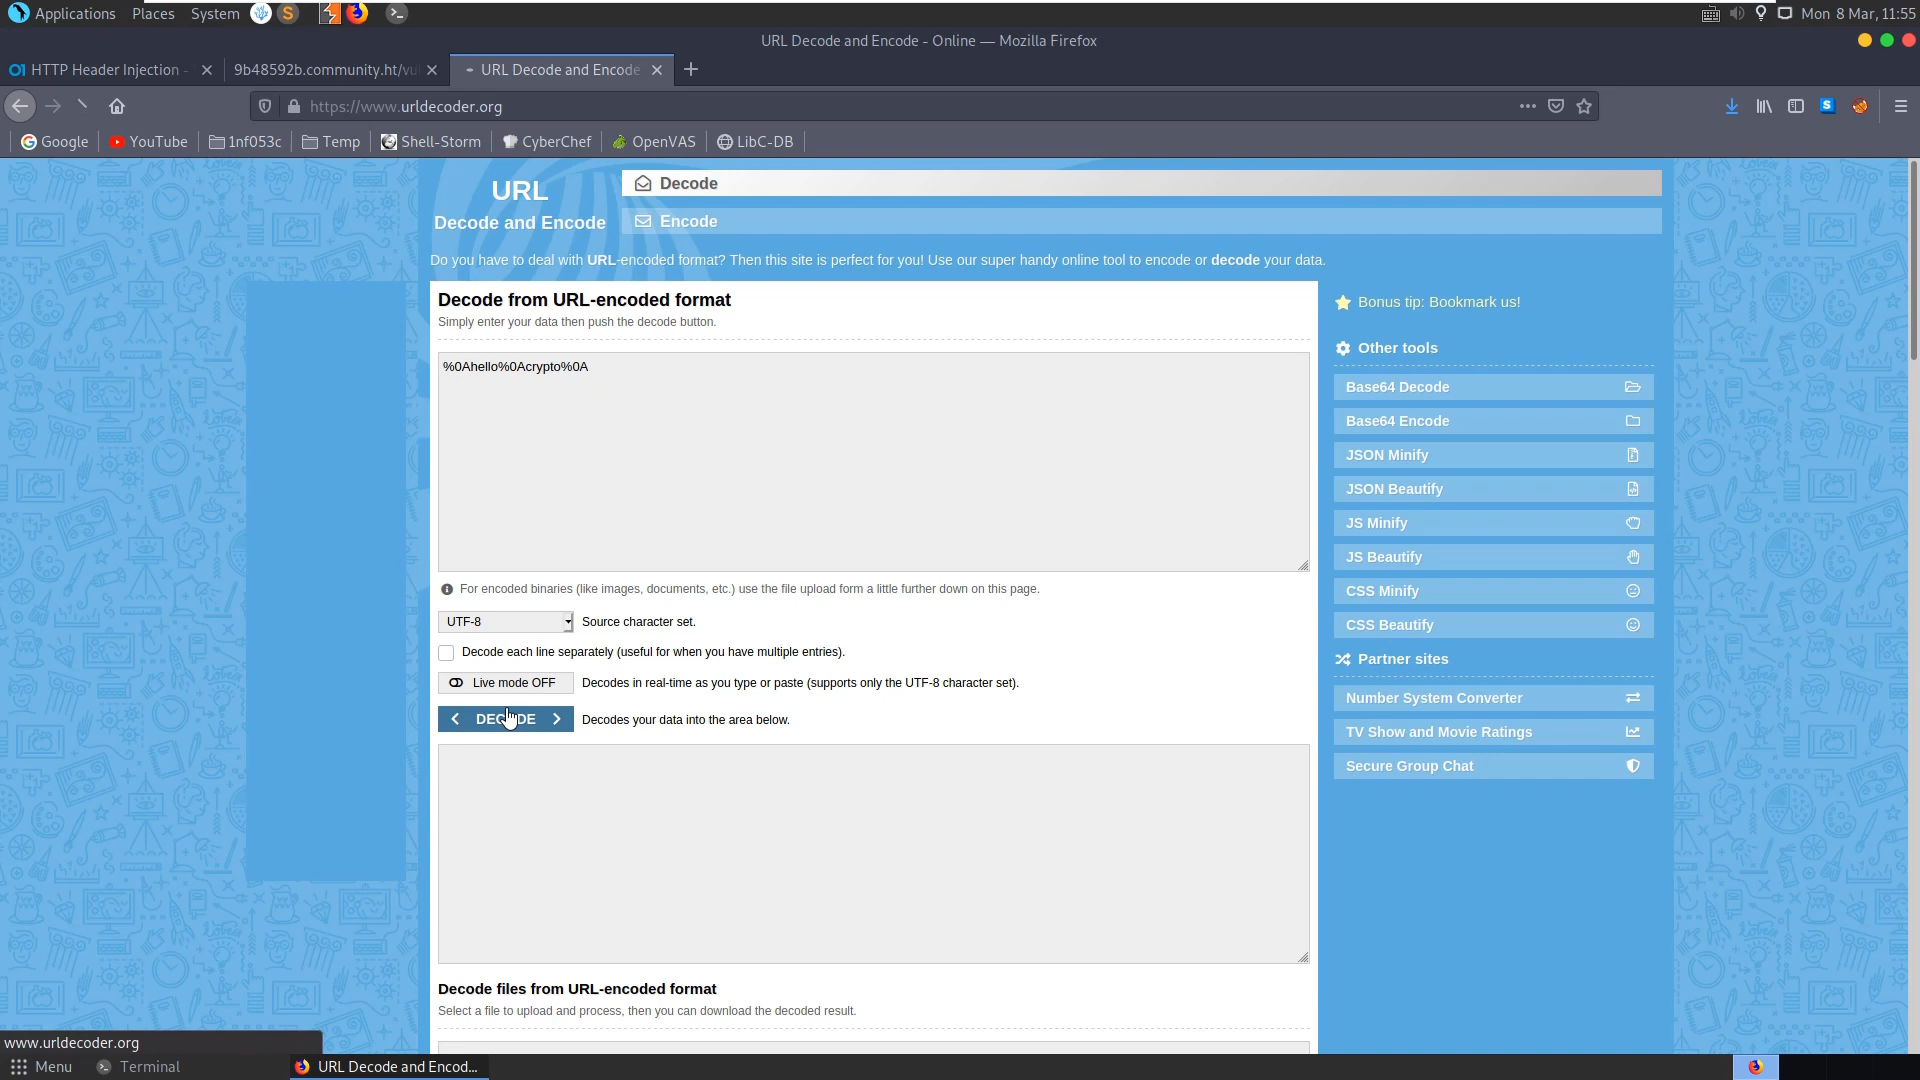 Applications Places System
Mon 8 Mar, 11:55
URL Decode and Encode - Online — Mozilla Firefox
HTTP Header Injection -
9b48592b.community.ht/vu
URL Decode and Encode
https://www.urldecoder.org
Google
YouTube
1nf053c
Temp
Shell-Storm
CyberChef
OpenVAS
LibC-DB
URL
Decode and Encode
Decode
Encode
Do you have to deal with URL-encoded format? Then this site is perfect for you! Use our super handy online tool to encode or decode your data.
Decode from URL-encoded format
Simply enter your data then push the decode button.
%0Ahello%0Acrypto%0A
For encoded binaries (like images, documents, etc.) use the file upload form a little further down on this page.
UTF-8 Source character set.
Decode each line separately (useful for when you have multiple entries).
Live mode OFF Decodes in real-time as you type or paste (supports only the UTF-8 character set).
DECODE Decodes your data into the area below.
Decode files from URL-encoded format
Select a file to upload and process, then you can download the decoded result.
Bonus tip: Bookmark us!
Other tools
Base64 Decode
Base64 Encode
JSON Minify
JSON Beautify
JS Minify
JS Beautify
CSS Minify
CSS Beautify
Partner sites
Number System Converter
TV Show and Movie Ratings
Secure Group Chat
www.urldecoder.org
Menu
Terminal
URL Decode and Encod...